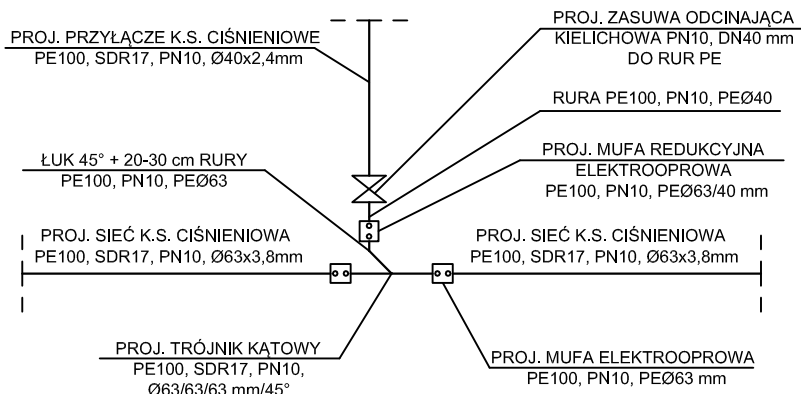 PROJ. PRZYŁĄCZE K.S. CIŚNIENIOWE
PE100, SDR17, PN10, Ø40x2,4mm
PROJ. ZASUWA ODCINAJĄCA
KIELICHOWA PN10, DN40 mm
DO RUR PE
RURA PE100, PN10, PEØ40
ŁUK 45° + 20-30 cm RURY
PE100, PN10, PEØ63
PROJ. MUFA REDUKCYJNA
ELEKTROOPROWA
PE100, PN10, PEØ63/40 mm
PROJ. SIEĆ K.S. CIŚNIENIOWA
PE100, SDR17, PN10, Ø63x3,8mm
PROJ. SIEĆ K.S. CIŚNIENIOWA
PE100, SDR17, PN10, Ø63x3,8mm
PROJ. TRÓJNIK KĄTOWY
PE100, SDR17, PN10,
Ø63/63/63 mm/45°
PROJ. MUFA ELEKTROOPROWA
PE100, PN10, PEØ63 mm